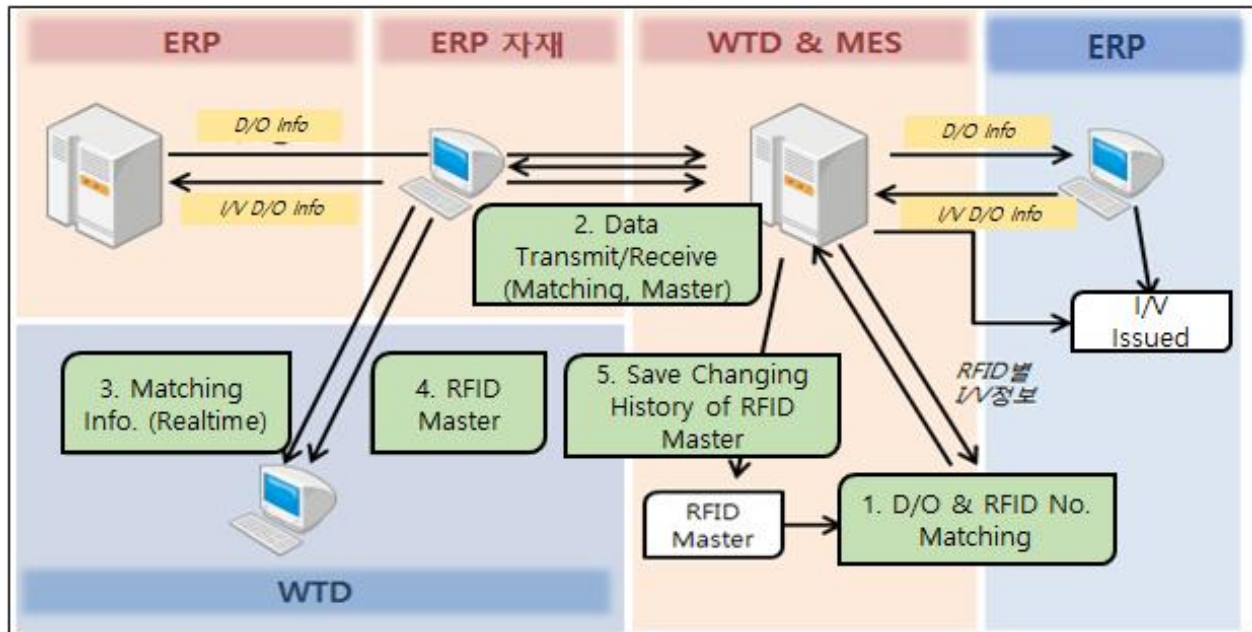 ERP
ERP 자재
WTD & MES
ERP
D/O Info
I/V D/O Info
D/O Info
I/V D/O Info
2. Data
Transmit/Receive
(Matching, Master)
I/V
Issued
3. Matching
Info. (Realtime)
4. RFID
Master
5. Save Changing
History of RFID
Master
RFID별
I/V정보
RFID
Master
1. D/O & RFID No.
Matching
WTD